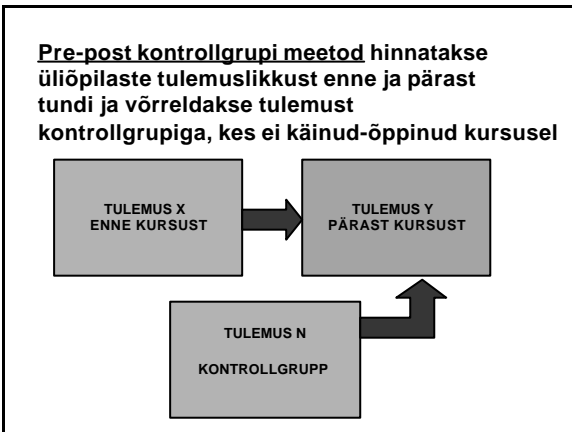 Pre-post kontrollgrupi meetod hinnatakse
üliõpilaste tulemuslikkust enne ja pärast
tundi ja võrreldakse tulemust
kontrollgrupiga, kes ei käinud-õppinud kursusel
TULEMUS X
ENNE KURSUST
TULEMUS Y
PÄRAST KURSUST
TULEMUS N
KONTROLLGRUPP